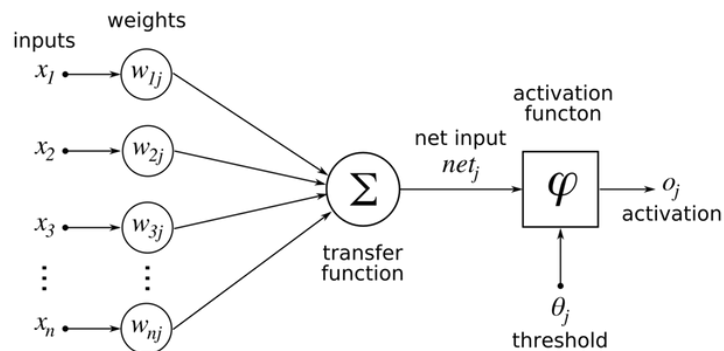 weights
inputs
x1
w1j
x2
w2j
x3
w3j
xn
wnj
Σ
transfer
function
net input
netj
activation
functon
φ
oj
activation
θj
threshold